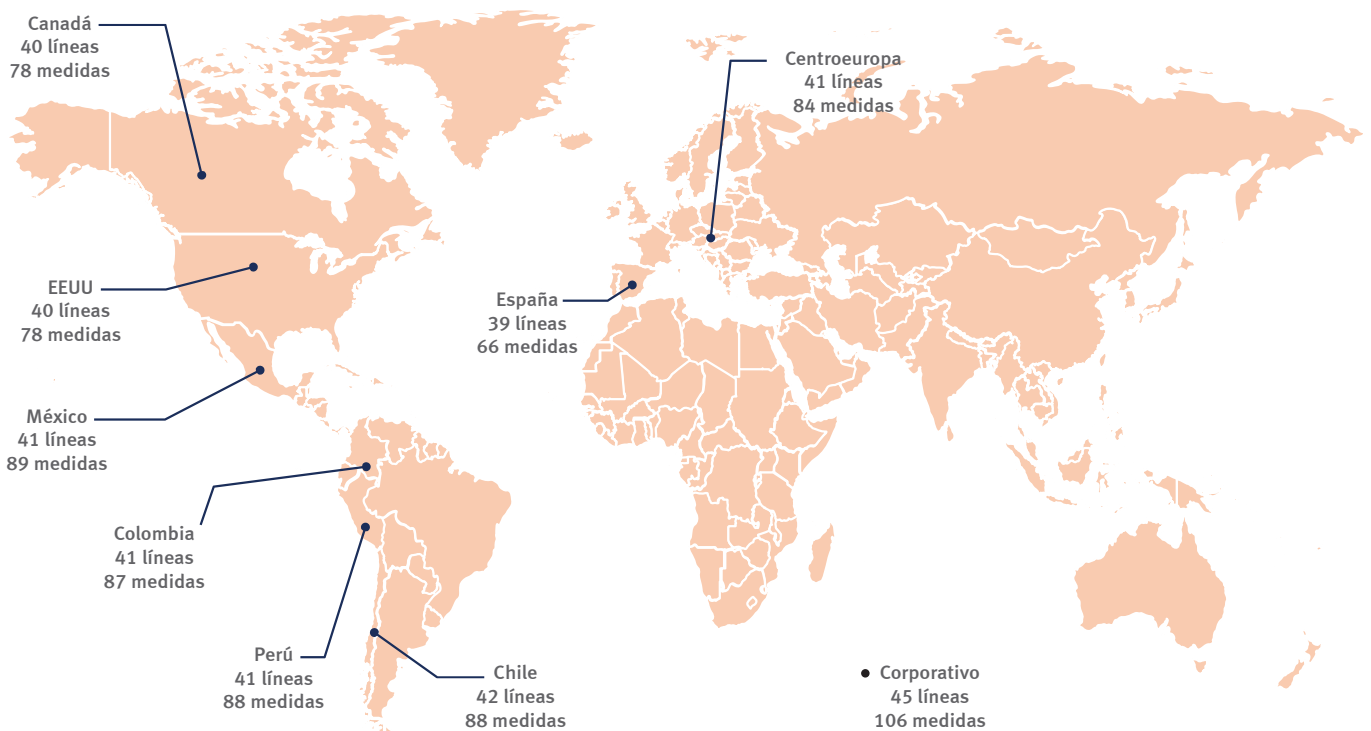 Canadá
40 líneas
78 medidas
Centroeuropa
41 líneas
84 medidas
EEUU
40 líneas
78 medidas
España
39 líneas
66 medidas
México
41 líneas
89 medidas
Colombia
41 líneas
87 medidas
Perú
41 líneas
88 medidas
Chile
42 líneas
88 medidas
Corporativo
45 líneas
106 medidas